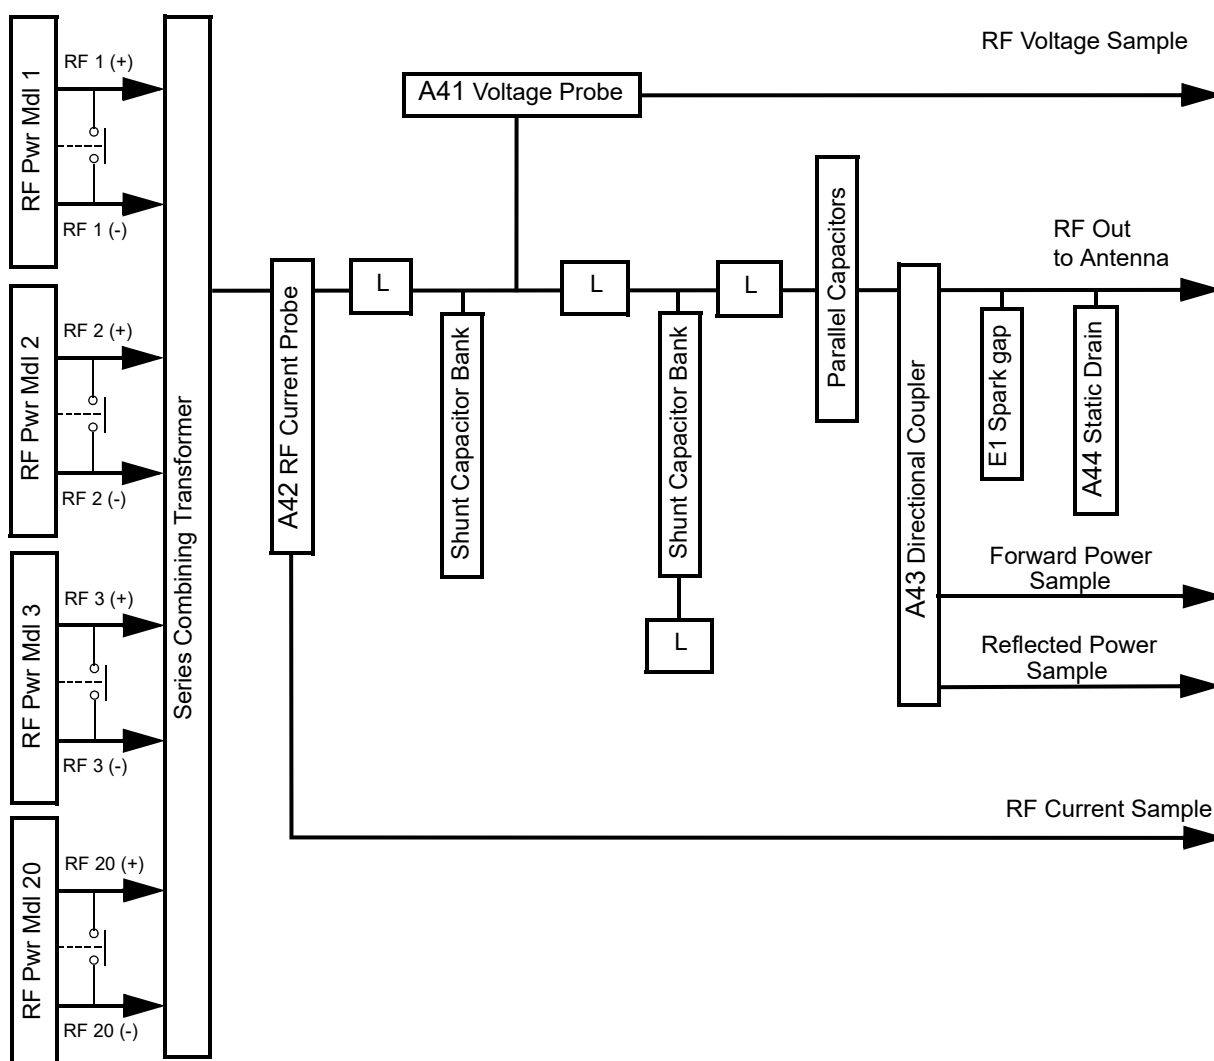 RF Pwr Mdl 1
RF 1 (+)
RF 1 (-)
RF Pwr Mdl 2
RF 2 (+)
RF 2 (-)
RF Pwr Mdl 3
RF 3 (+)
RF 3 (-)
RF Pwr Mdl 20
RF 20 (+)
RF 20 (-)
Series Combining Transformer
A42 RF Current Probe
L
Shunt Capacitor Bank
A41 Voltage Probe
RF Voltage Sample
L
Shunt Capacitor Bank
L
L
Parallel Capacitors
A43 Directional Coupler
RF Out
to Antenna
E1 Spark gap
A44 Static Drain
Forward Power
Sample
Reflected Power
Sample
RF Current Sample